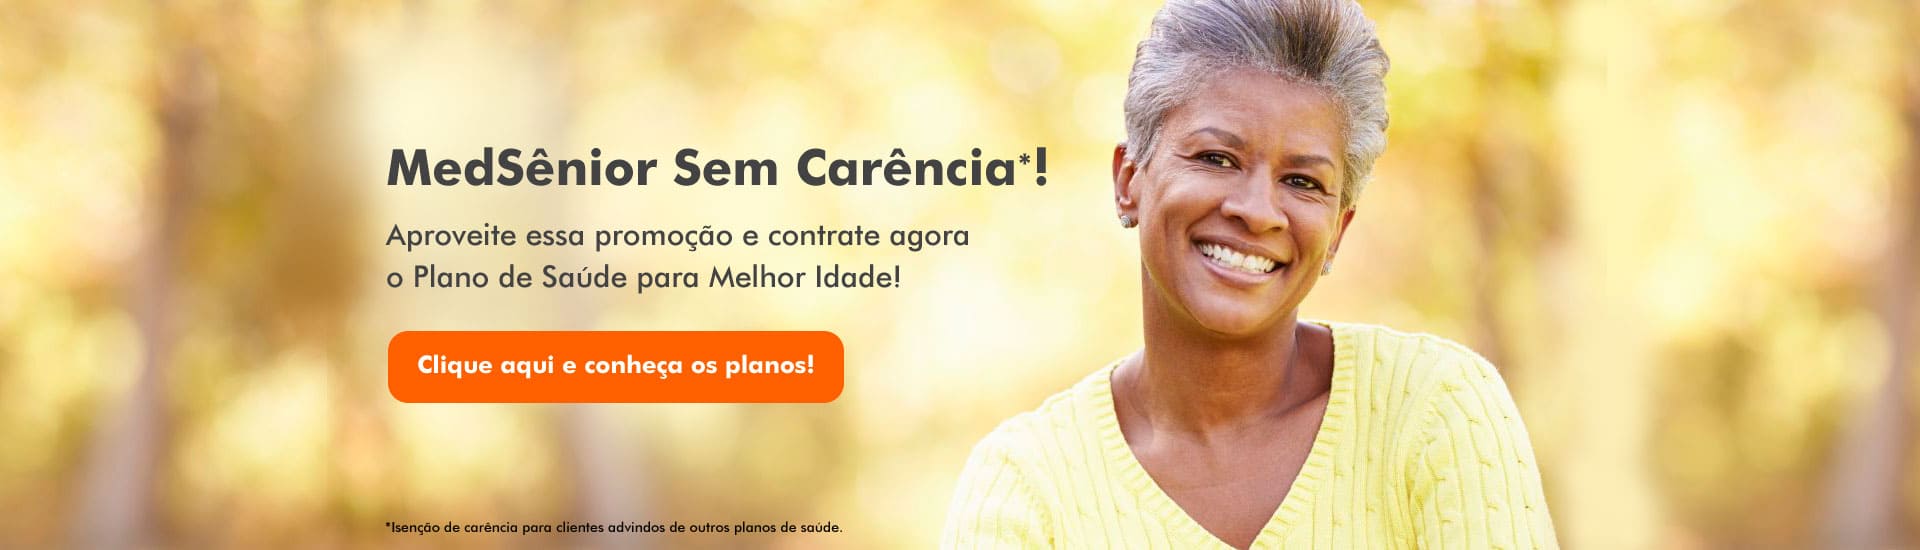 MedSênior Sem Carência*!
Aproveite essa promoção e contrate agora
o Plano de Saúde para Melhor Idade!
Clique aqui e conheça os planos!
*Isenção de carência para clientes advindos de outros planos de saúde.